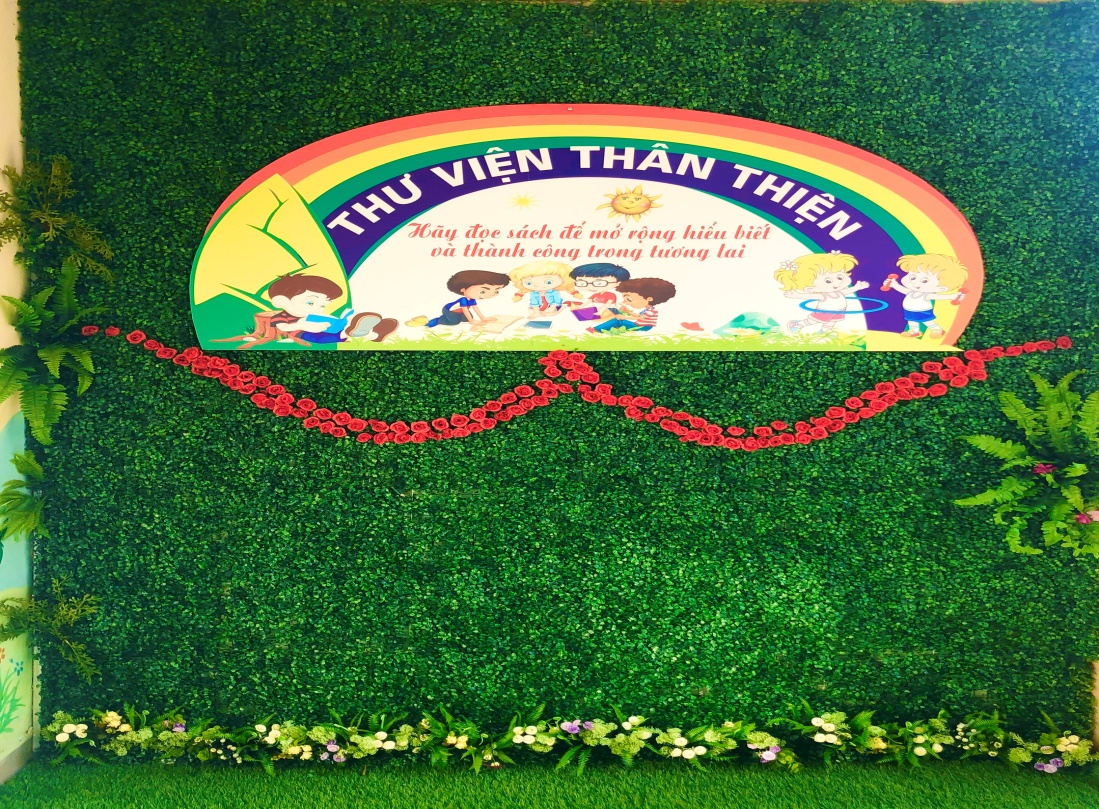 THƯ VIỆN THÂN THIỆN
Hãy đọc sách để mở rộng hiểu biết
và thành công trong tương lai